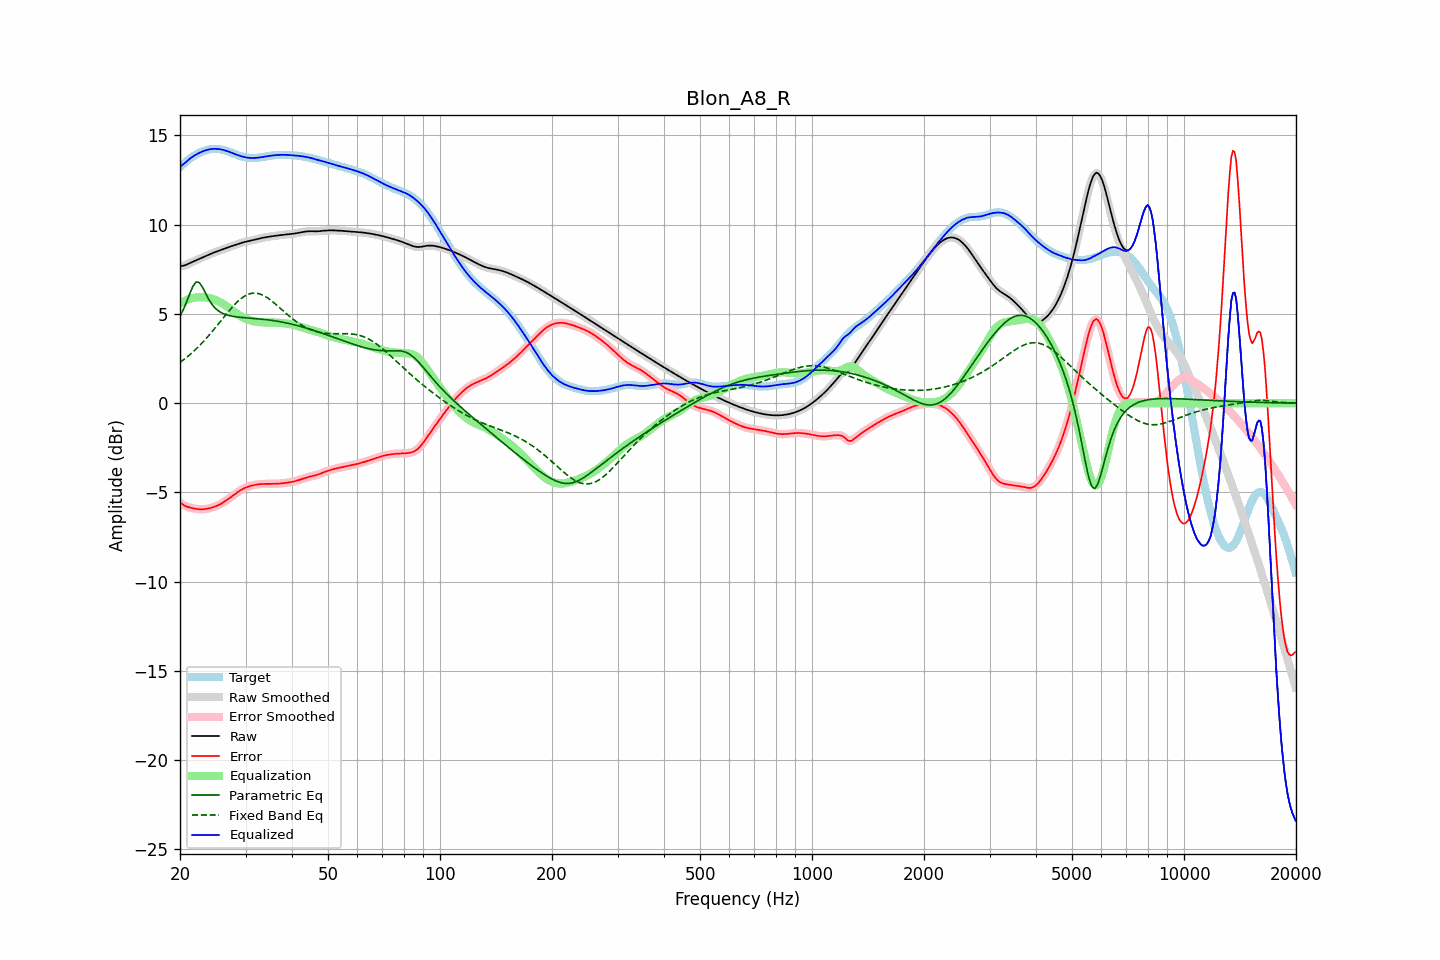 Blon_A8_R
Amplitude (dBr)
15
10
5
0
−5
−10
−15
−20
−25
Target
Raw Smoothed
Error Smoothed
Raw
Error
Equalization
Parametric Eq
Fixed Band Eq
Equalized
20 50 100 200 500 1000 2000 5000 10000 20000
Frequency (Hz)